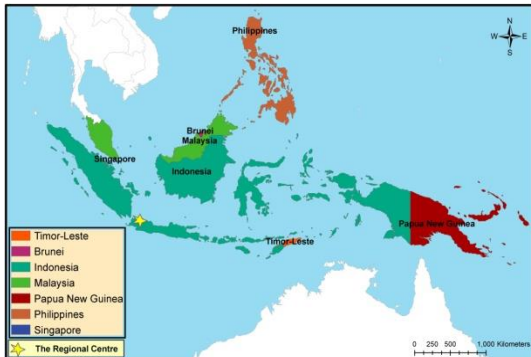 Philippines
N
W E
S
Brunei
Malaysia
Singapore
Indonesia
Papua New Guinea
Timor-Leste
Timor-Leste
Brunei
Indonesia
Malaysia
Papua New Guinea
Philippines
Singapore
The Regional Centre
0 250 500 1,000 Kilometers